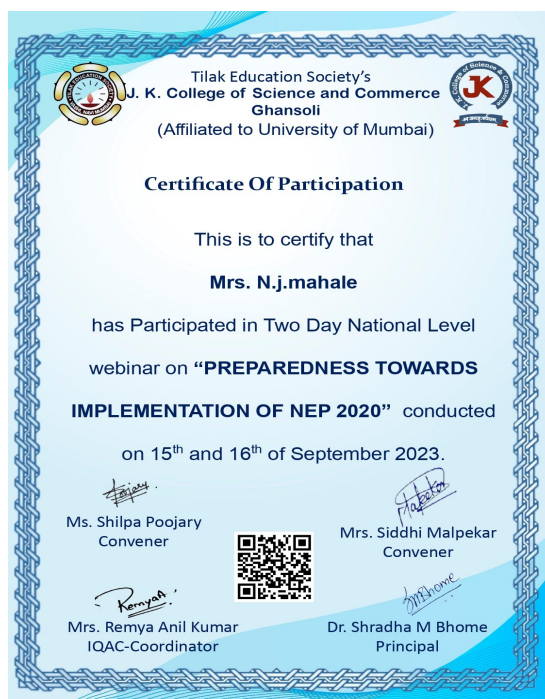 Tilak Education Society's
J. K. College of Science and Commerce
Ghansoli
(Affiliated to University of Mumbai)
Certificate Of Participation
This is to certify that
Mrs. N.j.mahale
has Participated in Two Day National Level
webinar on “PREPAREDNESS TOWARDS
IMPLEMENTATION OF NEP 2020” conducted
on 15th and 16th of September 2023.
Ms. Shilpa Poojary
Convener
Mrs. Siddhi Malpekar
Convener
Mrs. Remya Anil Kumar
IQAC-Coordinator
Dr. Shradha M Bhome
Principal